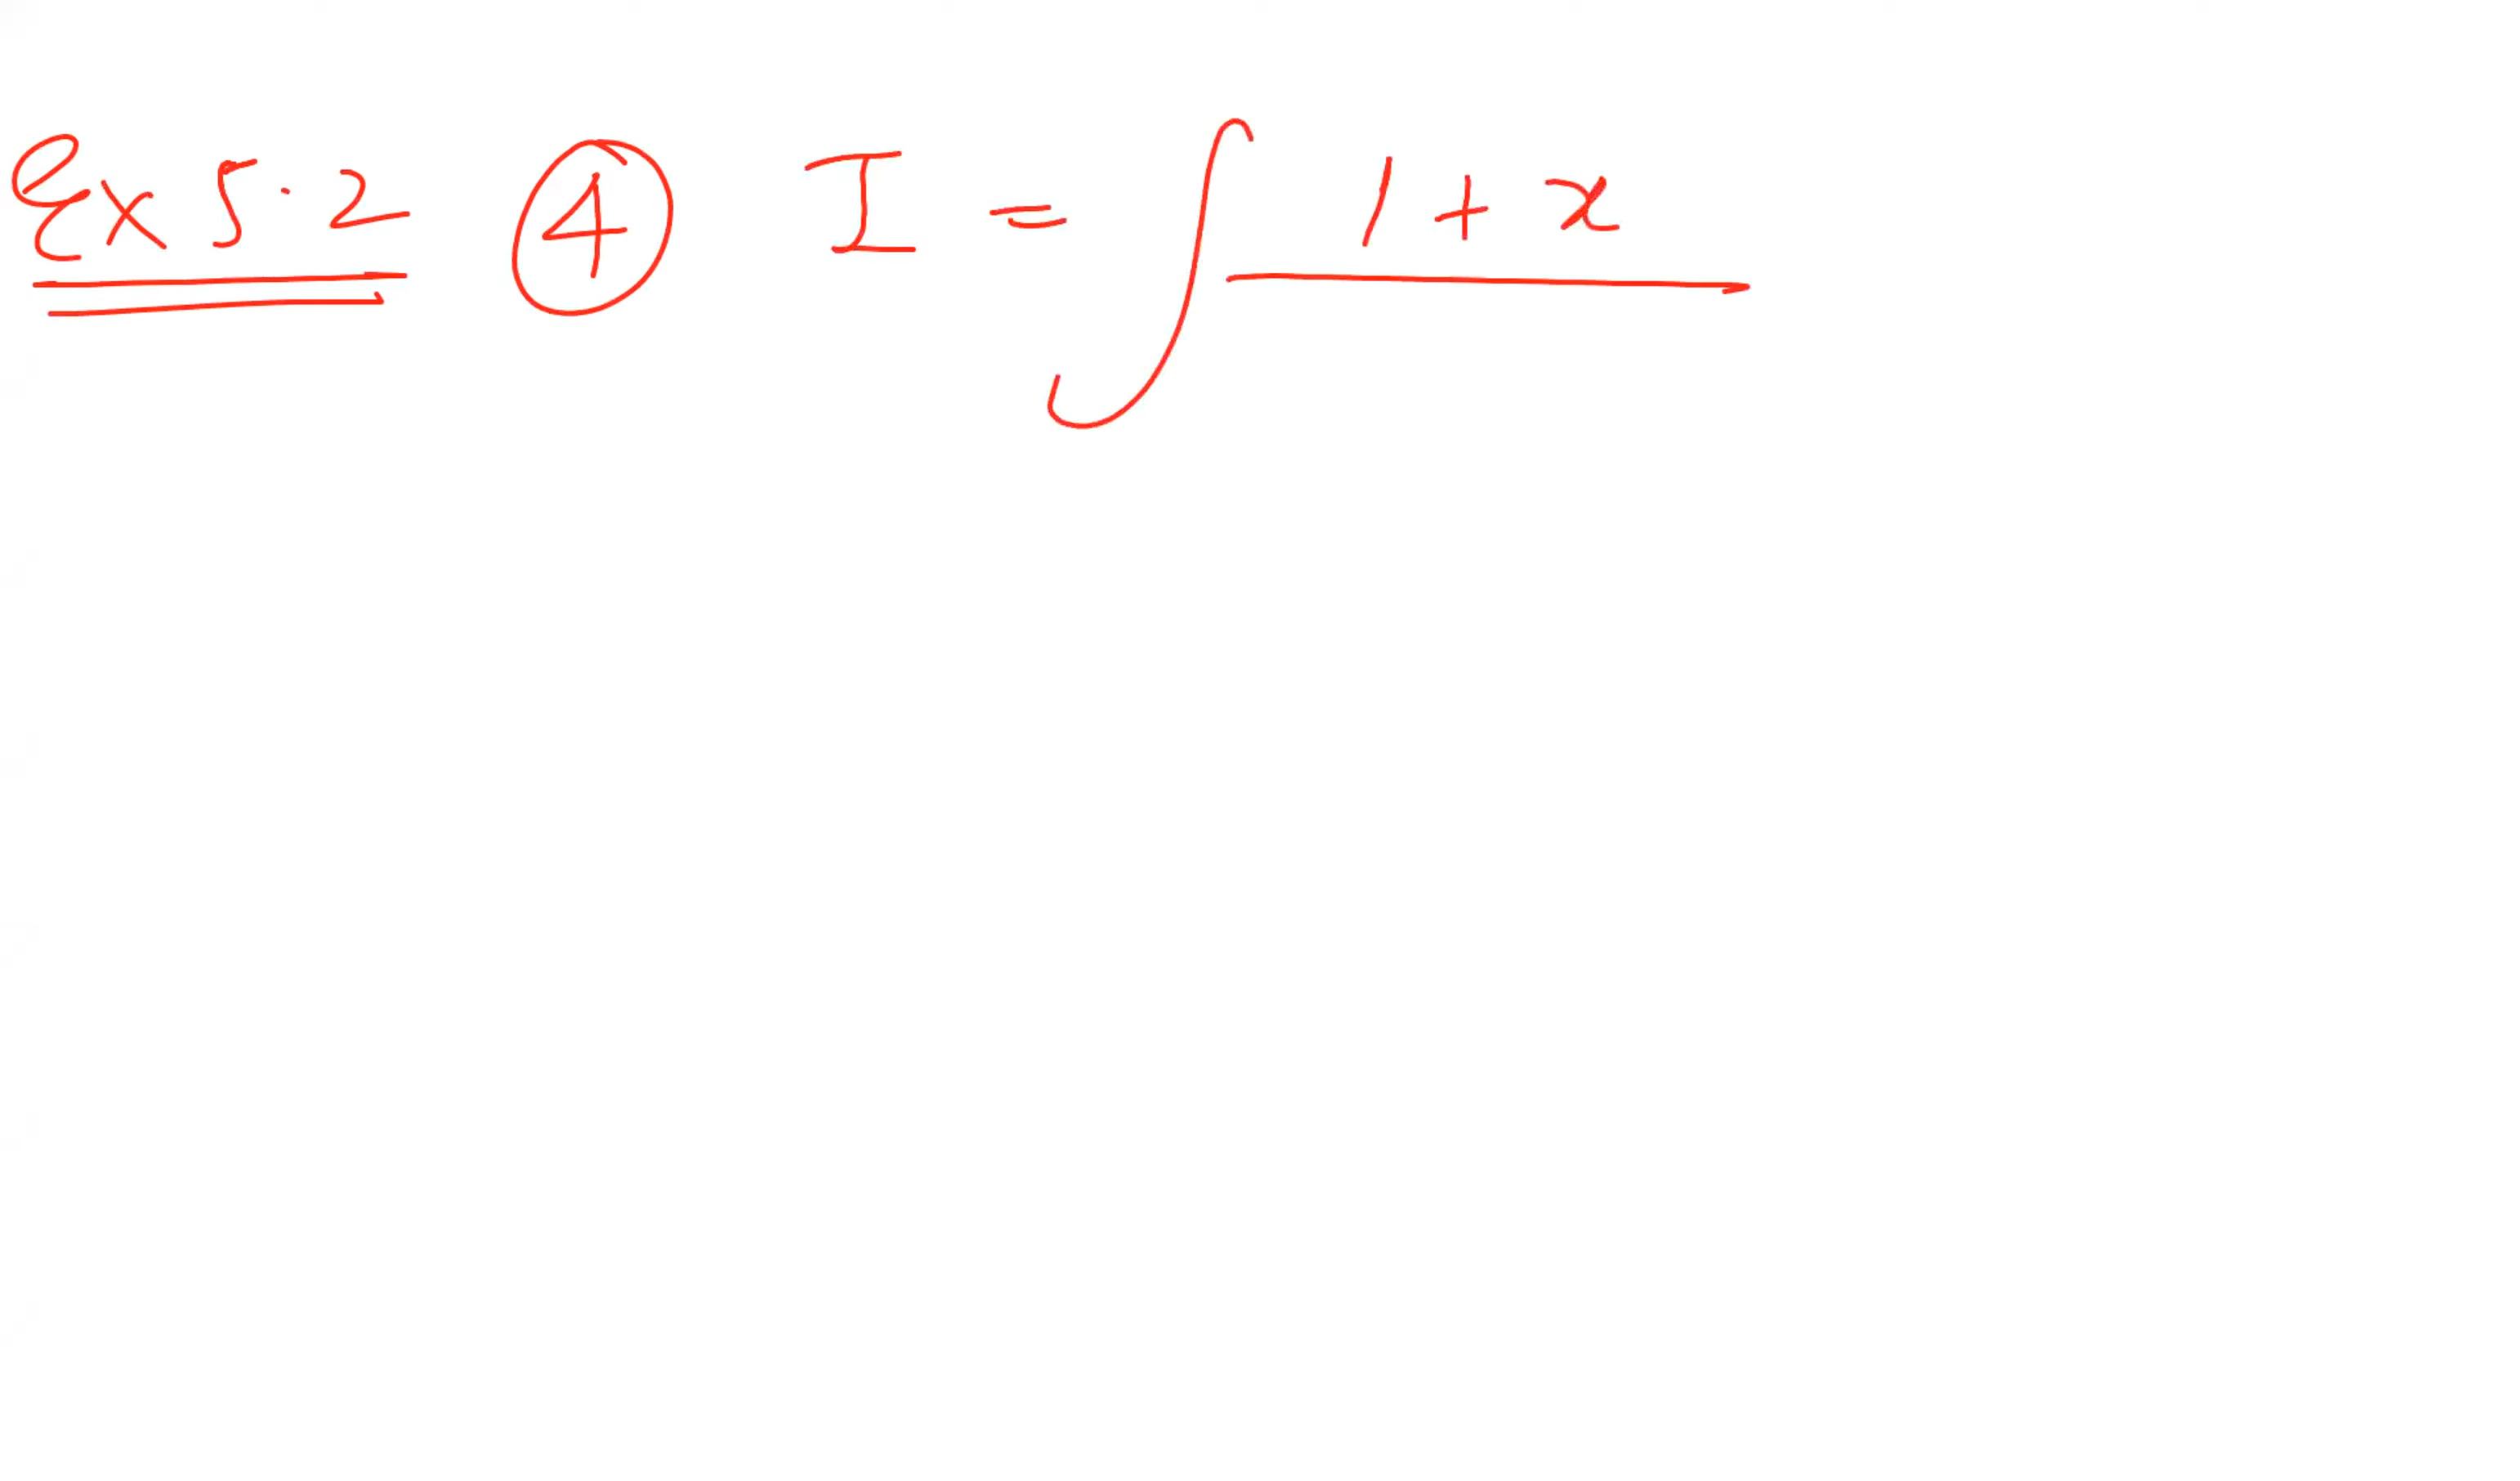 Ex 5.2 ④ I = ∫ 1 + x